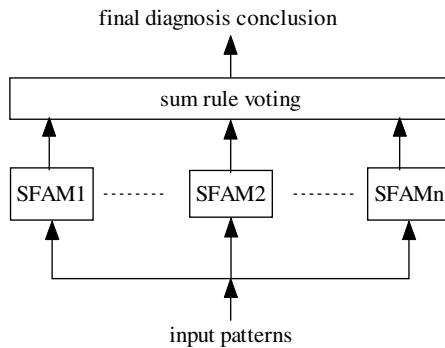 final diagnosis conclusion
sum rule voting
SFAM1 SFAM2 SFAMn
input patterns